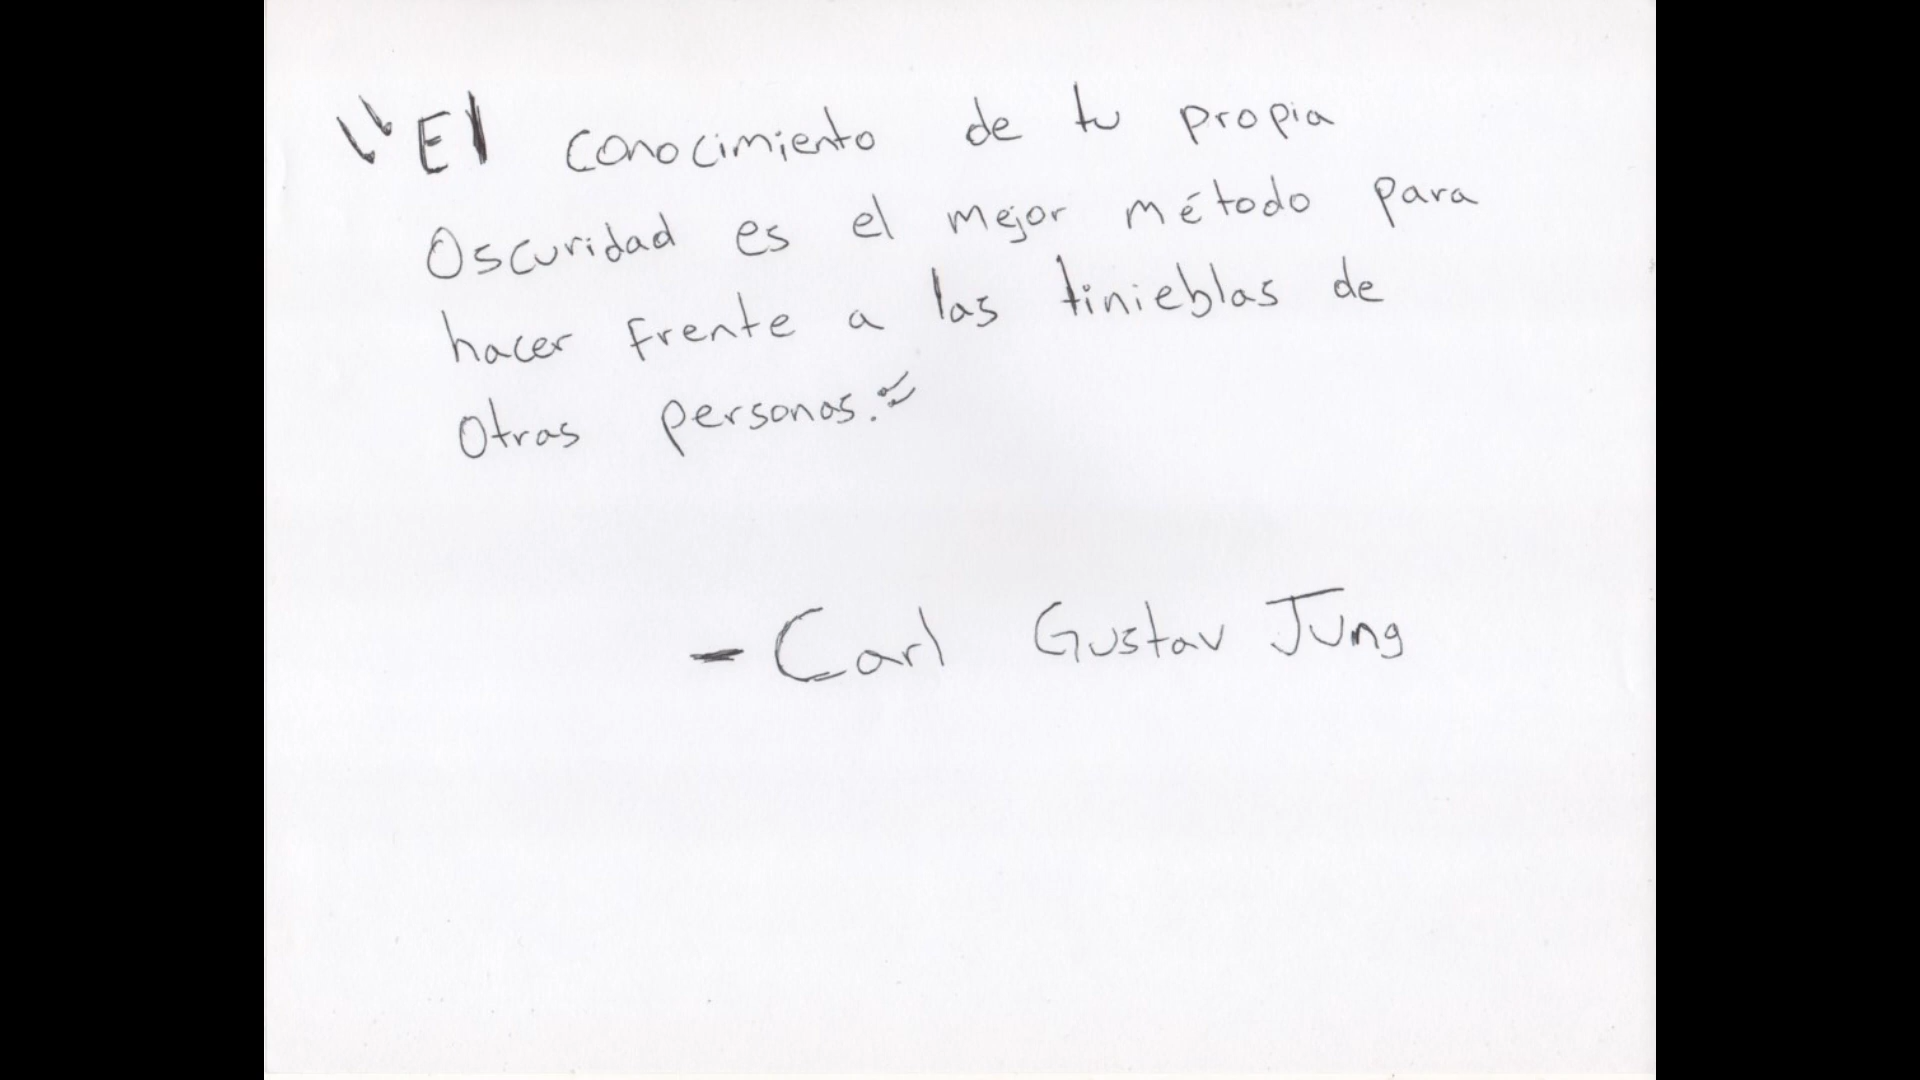 "El conocimiento de tu propia
Oscuridad es el mejor método para
hacer frente a las tinieblas de
Otras personas."
- Carl Gustav Jung